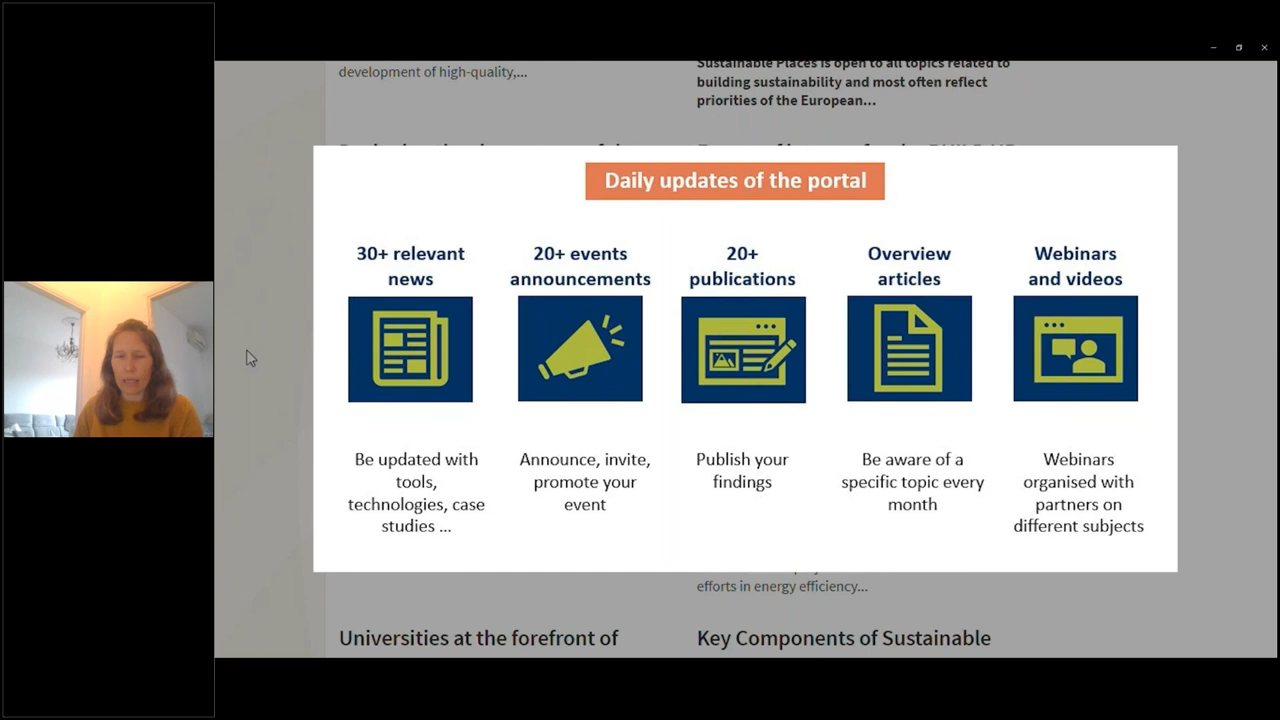 development of high-quality,...
Sustainable Places is open to all topics related to
building sustainability and most often reflect
priorities of the European...
Daily updates of the portal
30+ relevant
news
20+ events
announcements
20+
publications
Overview
articles
Webinars
and videos
Be updated with
tools,
technologies, case
studies ...
Announce, invite,
promote your
event
Publish your
findings
Be aware of a
specific topic every
month
Webinars
organised with
partners on
different subjects
efforts in energy efficiency...
Universities at the forefront of
Key Components of Sustainable